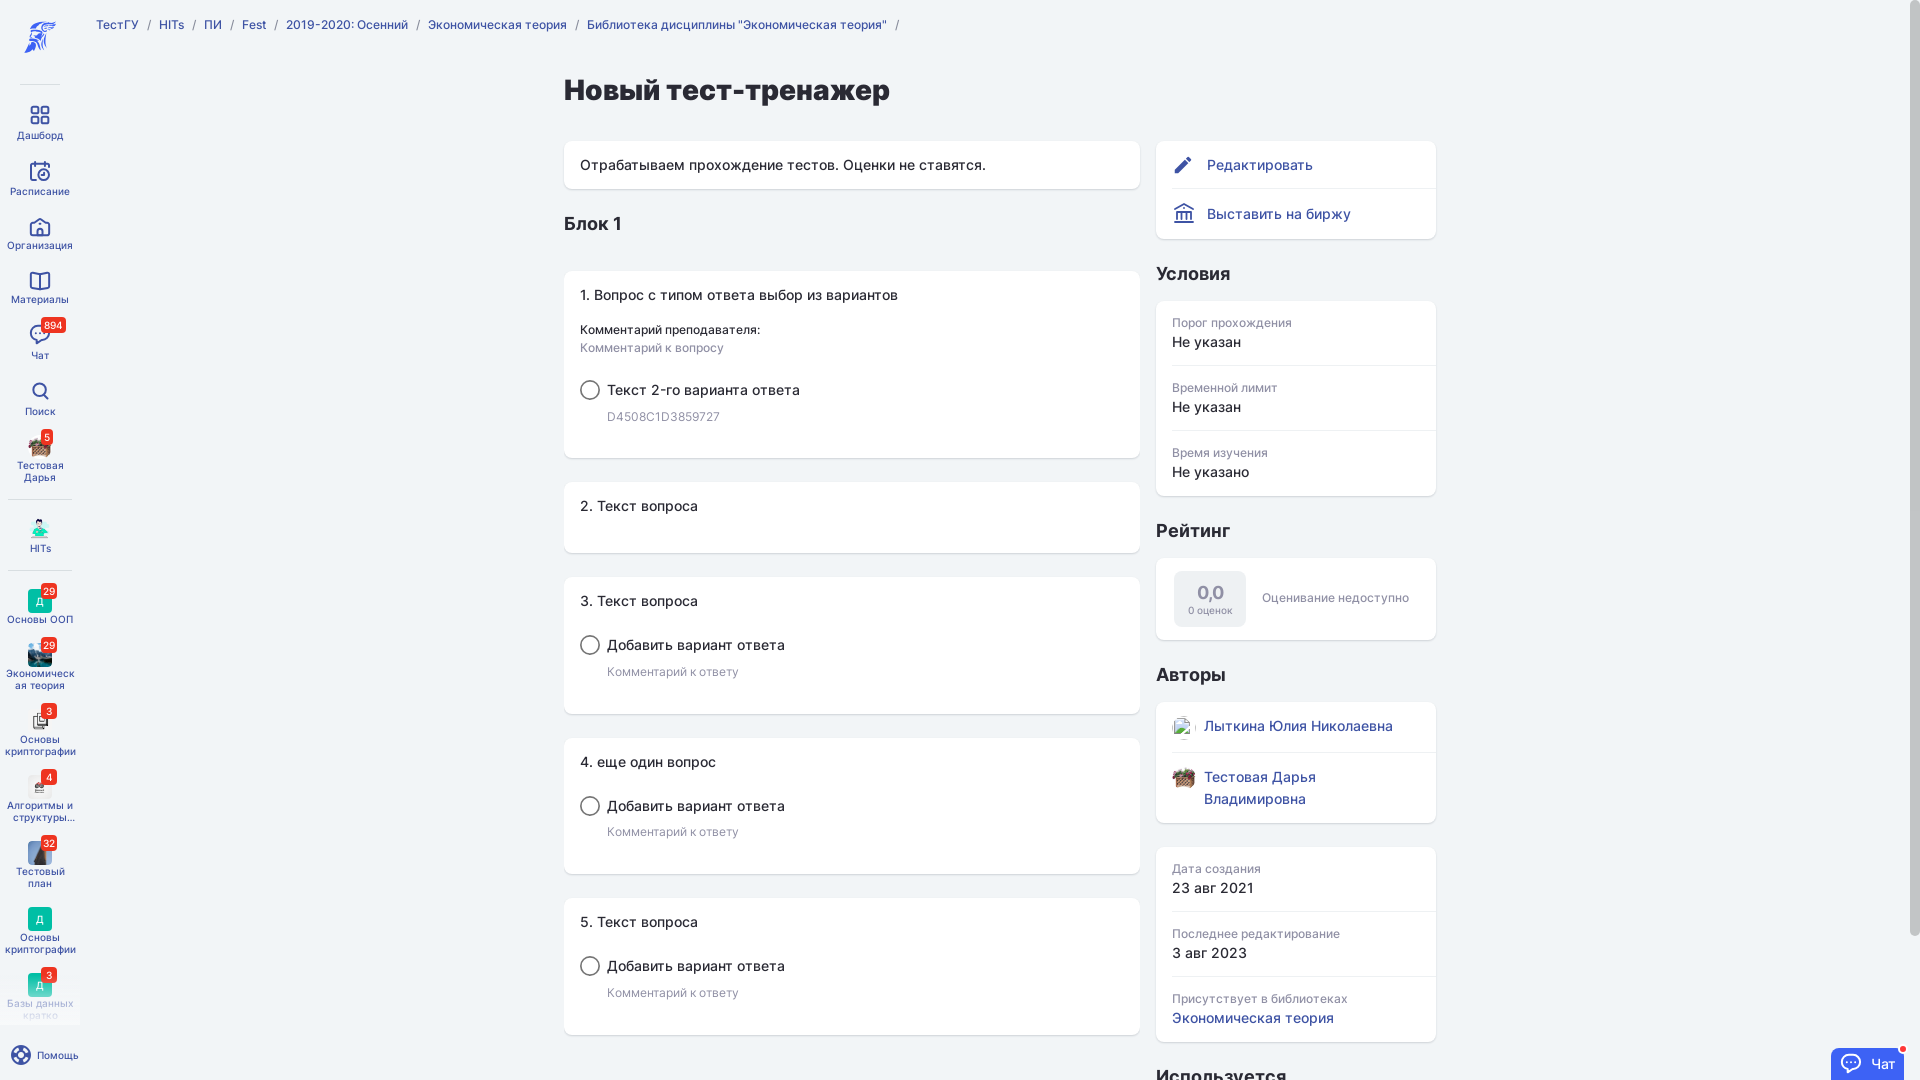 ТестГУ / HITs / ПИ / Fest / 2019-2020: Осенний / Экономическая теория / Библиотека дисциплины "Экономическая теория" /
Дашборд
Расписание
Организация
Материалы
894
Чат
Поиск
5
Тестовая
Дарья
HITs
29
Д
Основы ООП
29
Экономическ
ая теория
3
Основы
криптографии
4
Алгоритмы и
структуры...
32
Тестовый
план
Д
Основы
криптографии
3
Д
Базы данных
кратко
Помощь
Новый тест-тренажер
Отрабатываем прохождение тестов. Оценки не ставятся.
Блок 1
1. Вопрос с типом ответа выбор из вариантов
Комментарий преподавателя:
Комментарий к вопросу
Текст 2-го варианта ответа
D4508C1D3859727
2. Текст вопроса
3. Текст вопроса
Добавить вариант ответа
Комментарий к ответу
4. еще один вопрос
Добавить вариант ответа
Комментарий к ответу
5. Текст вопроса
Добавить вариант ответа
Комментарий к ответу
Редактировать
Выставить на биржу
Условия
Порог прохождения
Не указан
Временной лимит
Не указан
Время изучения
Не указано
Рейтинг
0,0
0 оценок
Оценивание недоступно
Авторы
Лыткина Юлия Николаевна
Тестовая Дарья
Владимировна
Дата создания
23 авг 2021
Последнее редактирование
3 авг 2023
Присутствует в библиотеках
Экономическая теория
Используется
Чат